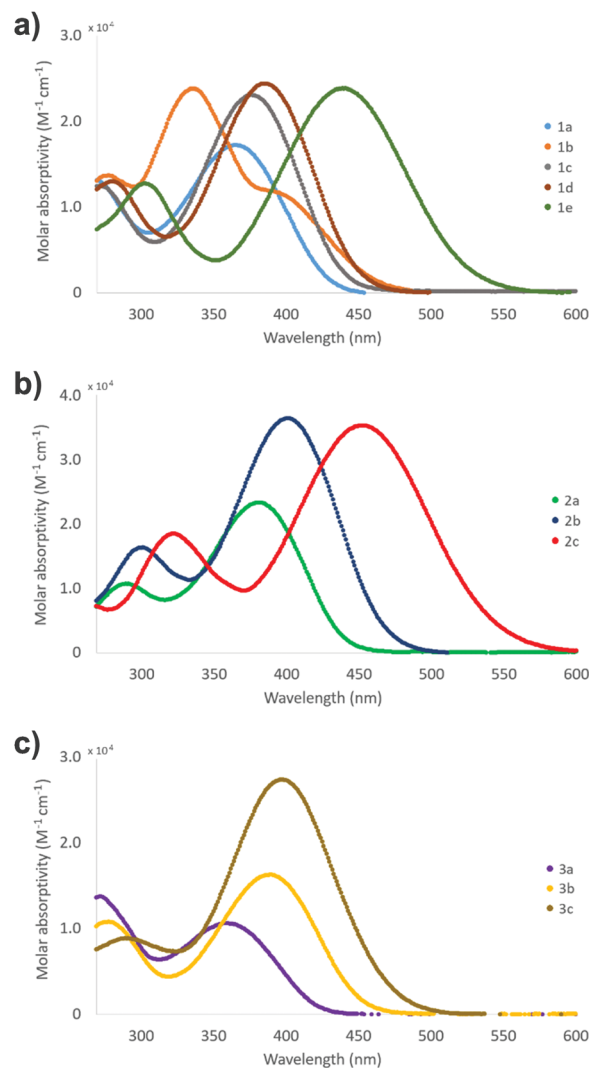 a)
x 10⁴
3.0
2.0
1.0
0
Molar absorptivity (M⁻¹ cm⁻¹)
300 350 400 450 500 550 600
Wavelength (nm)
1a
1b
1c
1d
1e
b)
x 10⁴
4.0
4.0
3.0
2.0
1.0
0
Molar absorptivity (M⁻¹ cm⁻¹)
300 350 400 450 500 550 600
Wavelength (nm)
2a
2b
2c
c)
x 10⁴
3.0
2.0
1.0
0
Molar absorptivity (M⁻¹ cm⁻¹)
300 350 400 450 500 550 600
Wavelength (nm)
3a
3b
3c